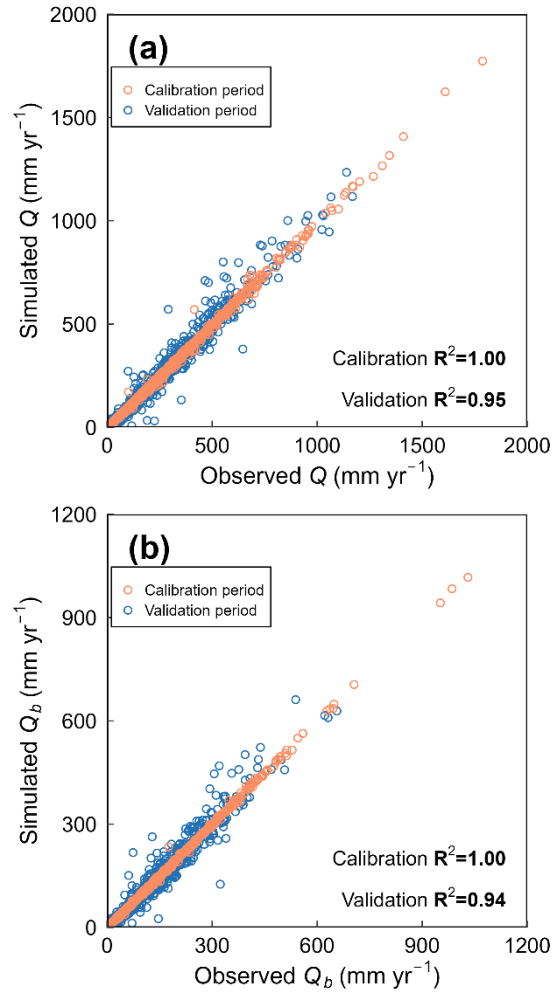 (a)
Calibration period
Validation period
Calibration R²=1.00
Validation R²=0.95
2000
1500
1000
500
0
0 500 1000 1500 2000
Simulated Q (mm yr⁻¹)
Observed Q (mm yr⁻¹)
(b)
Calibration period
Validation period
Calibration R²=1.00
Validation R²=0.94
1200
900
600
300
0
0 300 600 900 1200
Simulated Q_b (mm yr⁻¹)
Observed Q_b (mm yr⁻¹)